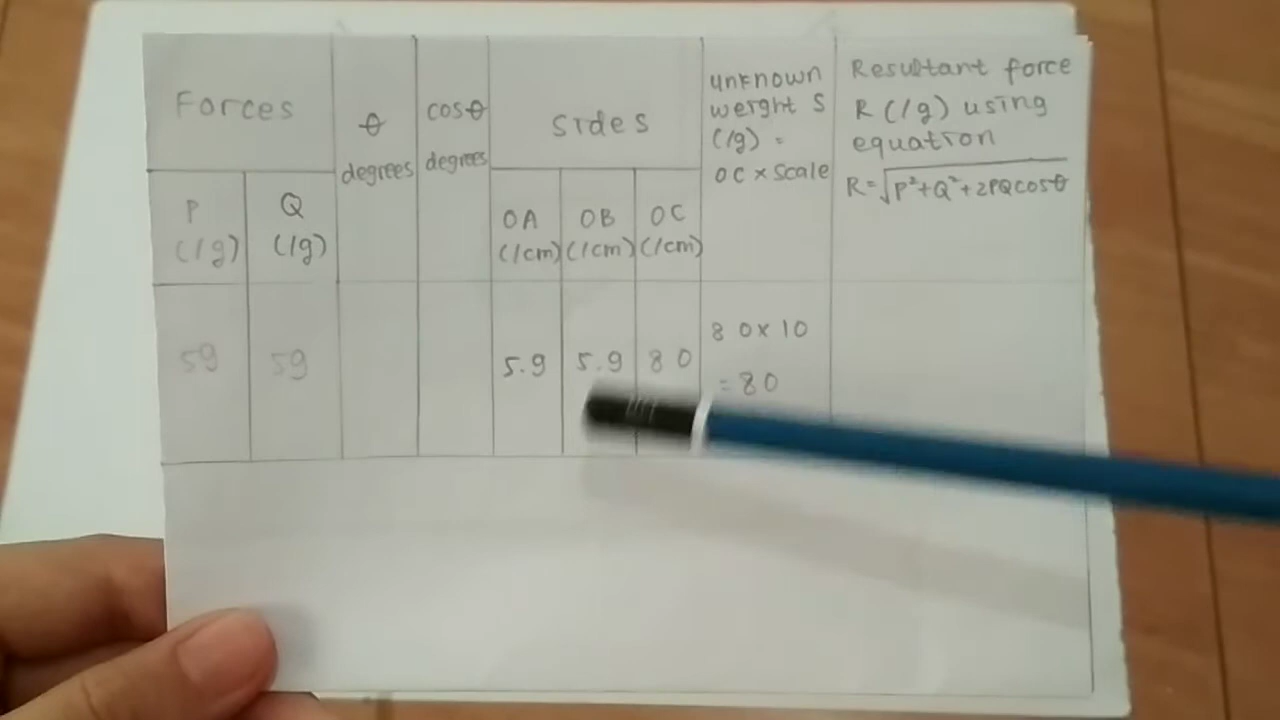 Forces
θ
degrees
cosθ
degrees
Sides
unknown
weight S
(/g) =
OC x Scale
Resultant force
R (/g) using
equation
R=√P²+Q²+2PQcosθ
P
(/g)
Q
(/g)
OA
(/cm)
OB
(/cm)
OC
(/cm)
59
59
5.9
5.9
8 0
8 0 x 10
= 80